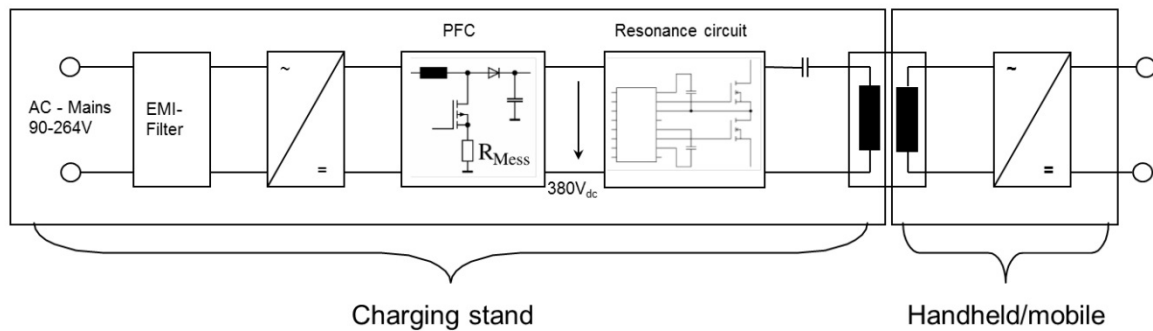 PFC
Resonance circuit
AC - Mains
90-264V
EMI-
Filter
~
=
R_Mess
380V_dc
~
=
Charging stand
Handheld/mobile